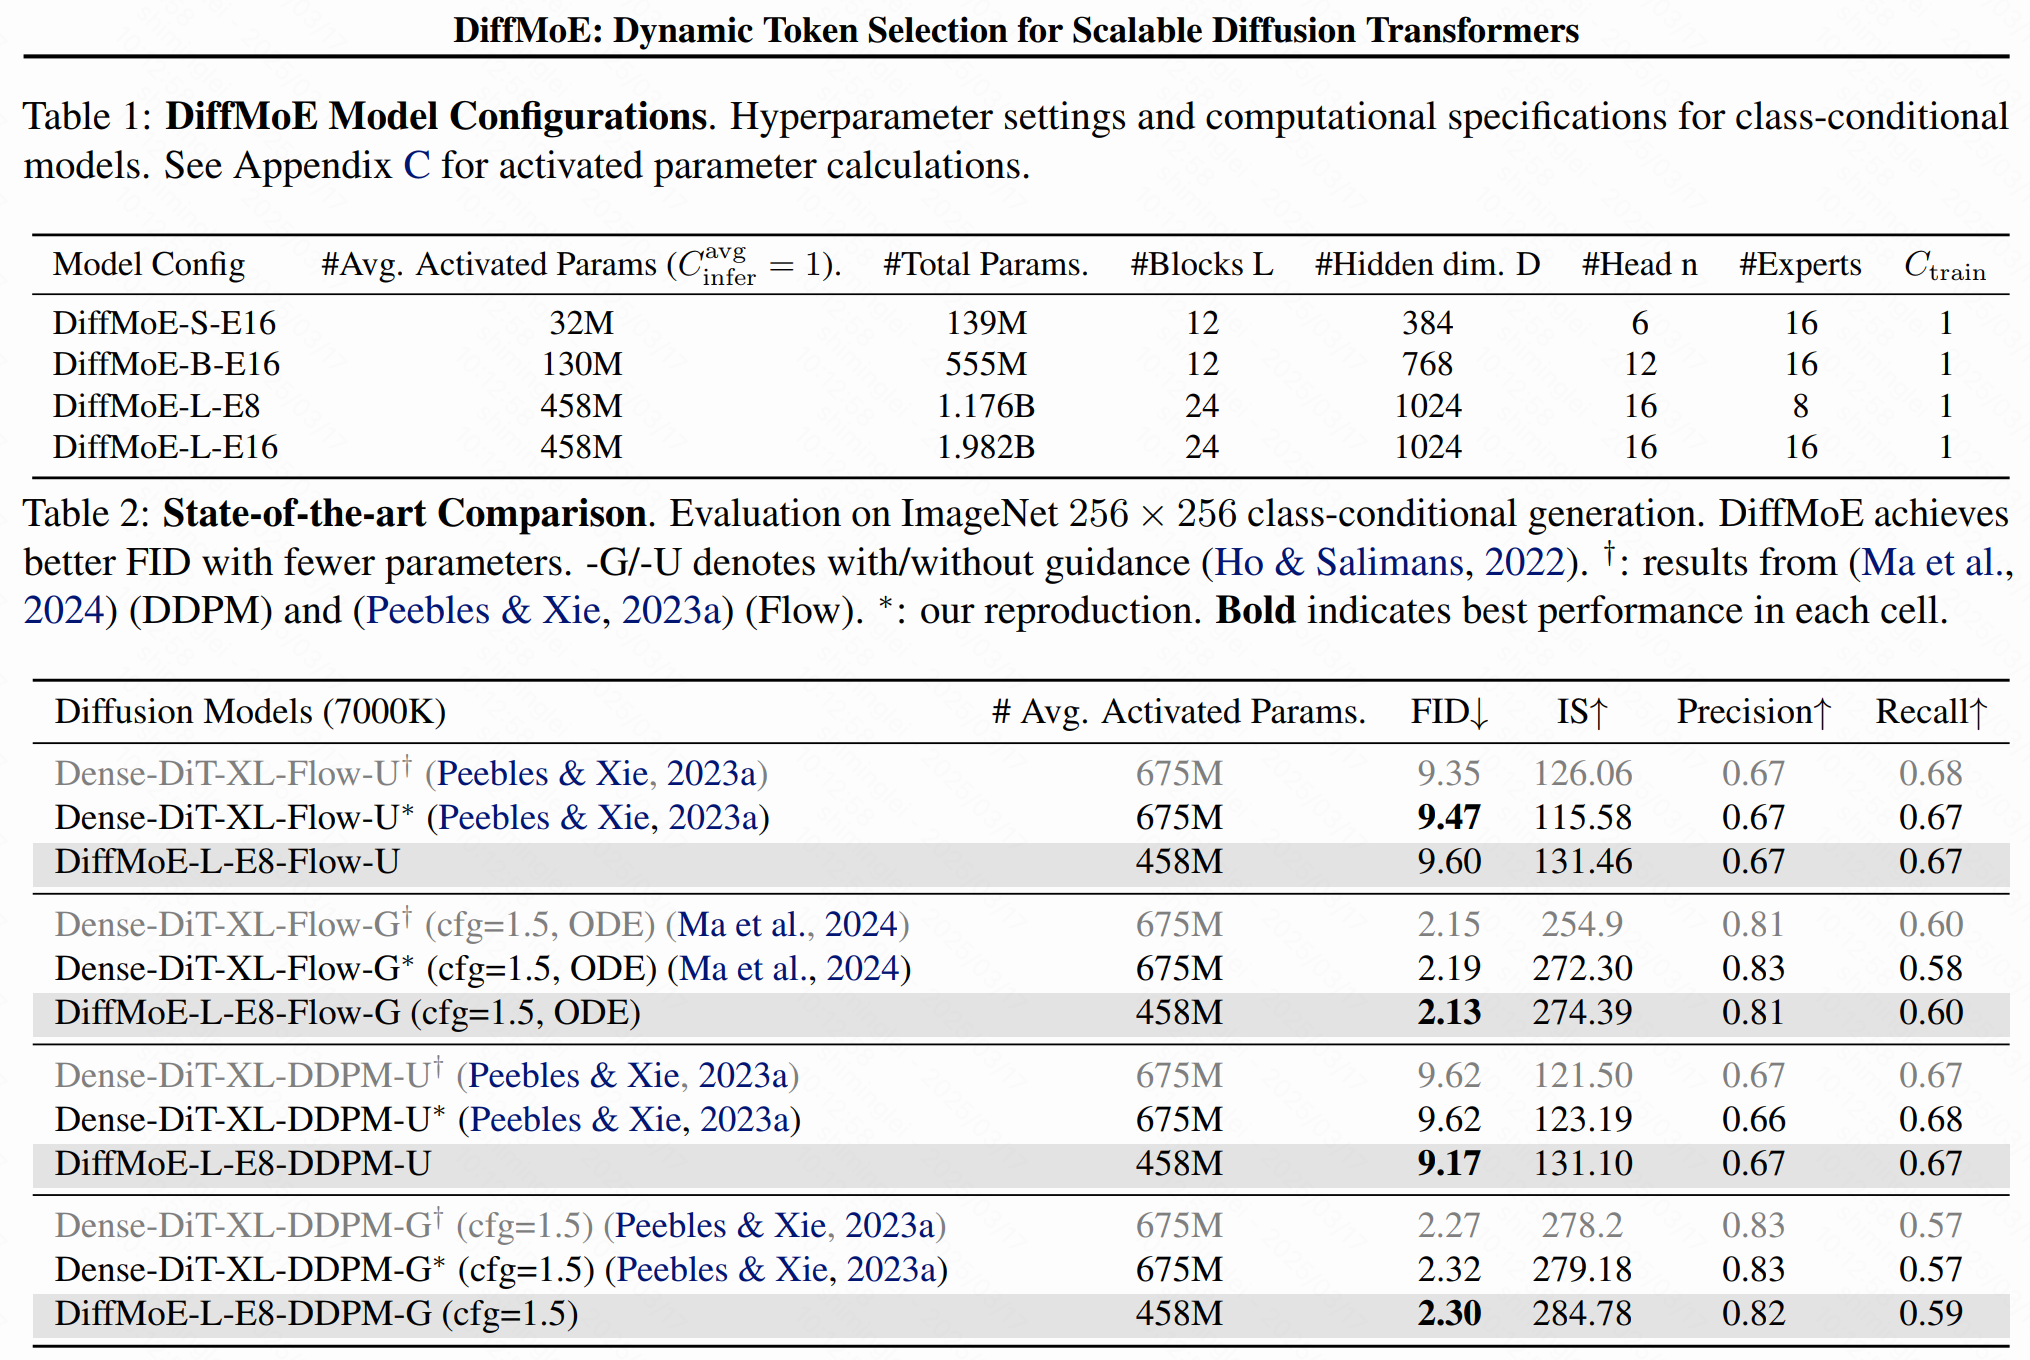 DiffMoE: Dynamic Token Selection for Scalable Diffusion Transformers
Table 1: DiffMoE Model Configurations. Hyperparameter settings and computational specifications for class-conditional
models. See Appendix C for activated parameter calculations.
Model Config #Avg. Activated Params (C_infer^avg = 1). #Total Params. #Blocks L #Hidden dim. D #Head n #Experts C_train
DiffMoE-S-E16 32M 139M 12 384 6 16 1
DiffMoE-B-E16 130M 555M 12 768 12 16 1
DiffMoE-L-E8 458M 1.176B 24 1024 16 8 1
DiffMoE-L-E16 458M 1.982B 24 1024 16 16 1
Table 2: State-of-the-art Comparison. Evaluation on ImageNet 256 × 256 class-conditional generation. DiffMoE achieves
better FID with fewer parameters. -G/-U denotes with/without guidance (Ho & Salimans, 2022). †: results from (Ma et al.,
2024) (DDPM) and (Peebles & Xie, 2023a) (Flow). *: our reproduction. Bold indicates best performance in each cell.
Diffusion Models (7000K) # Avg. Activated Params. FID↓ IS↑ Precision↑ Recall↑
Dense-DiT-XL-Flow-U† (Peebles & Xie, 2023a) 675M 9.35 126.06 0.67 0.68
Dense-DiT-XL-Flow-U* (Peebles & Xie, 2023a) 675M 9.47 115.58 0.67 0.67
DiffMoE-L-E8-Flow-U 458M 9.60 131.46 0.67 0.67
Dense-DiT-XL-Flow-G† (cfg=1.5, ODE) (Ma et al., 2024) 675M 2.15 254.9 0.81 0.60
Dense-DiT-XL-Flow-G* (cfg=1.5, ODE) (Ma et al., 2024) 675M 2.19 272.30 0.83 0.58
DiffMoE-L-E8-Flow-G (cfg=1.5, ODE) 458M 2.13 274.39 0.81 0.60
Dense-DiT-XL-DDPM-U† (Peebles & Xie, 2023a) 675M 9.62 121.50 0.67 0.67
Dense-DiT-XL-DDPM-U* (Peebles & Xie, 2023a) 675M 9.62 123.19 0.66 0.68
DiffMoE-L-E8-DDPM-U 458M 9.17 131.10 0.67 0.67
Dense-DiT-XL-DDPM-G† (cfg=1.5) (Peebles & Xie, 2023a) 675M 2.27 278.2 0.83 0.57
Dense-DiT-XL-DDPM-G* (cfg=1.5) (Peebles & Xie, 2023a) 675M 2.32 279.18 0.83 0.57
DiffMoE-L-E8-DDPM-G (cfg=1.5) 458M 2.30 284.78 0.82 0.59